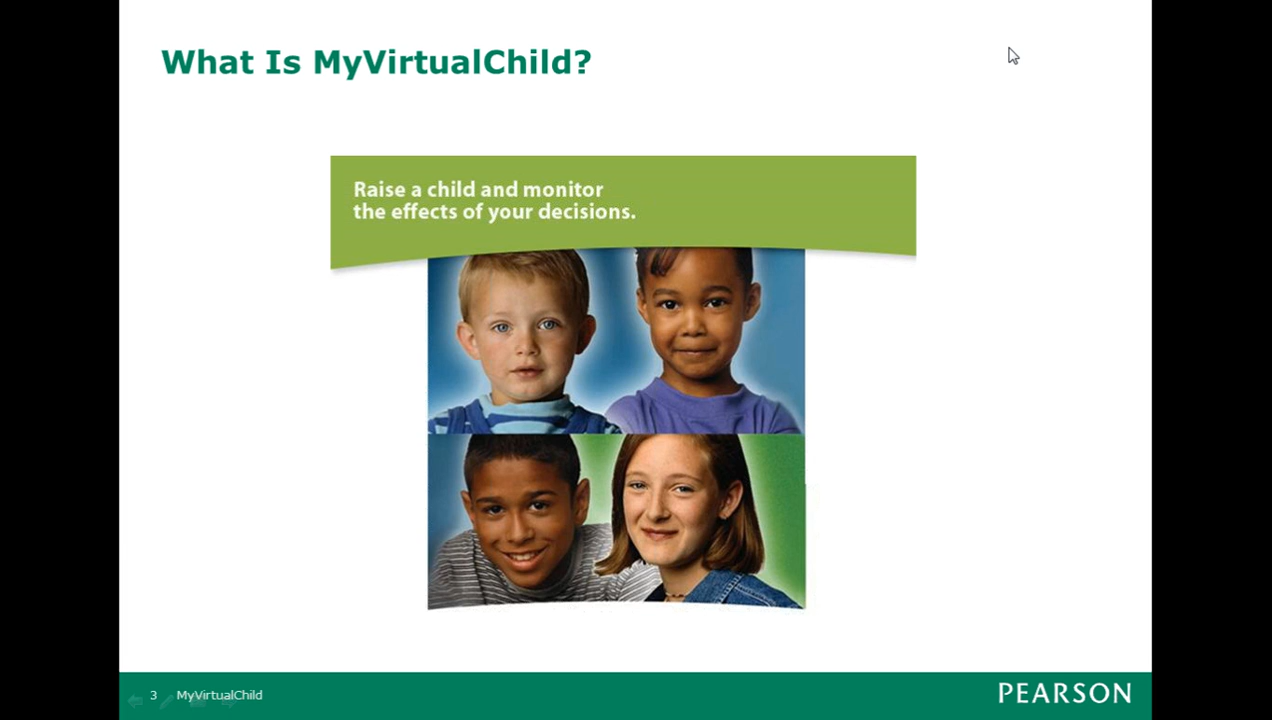 What Is MyVirtualChild?
Raise a child and monitor
the effects of your decisions.
3 MyVirtualChild
PEARSON